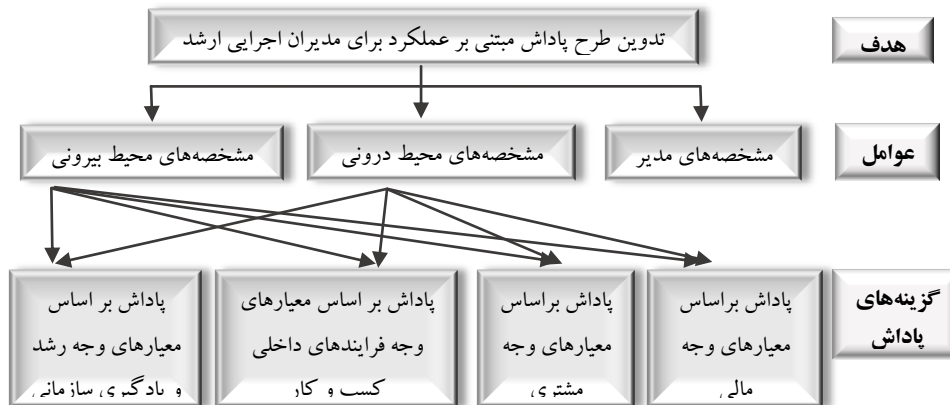 هدف
تدوین طرح پاداش مبتنی بر عملکرد برای مدیران اجرایی ارشد
عوامل
مشخصه‌های مدیر
مشخصه‌های محیط درونی
مشخصه‌های محیط بیرونی
گزینه‌های
پاداش
پاداش براساس
معیارهای وجه
مالی
پاداش براساس
معیارهای وجه
مشتری
پاداش بر اساس معیارهای
وجه فرایندهای داخلی
کسب و کار
پاداش بر اساس
معیارهای وجه رشد
و یادگیری سازمانی